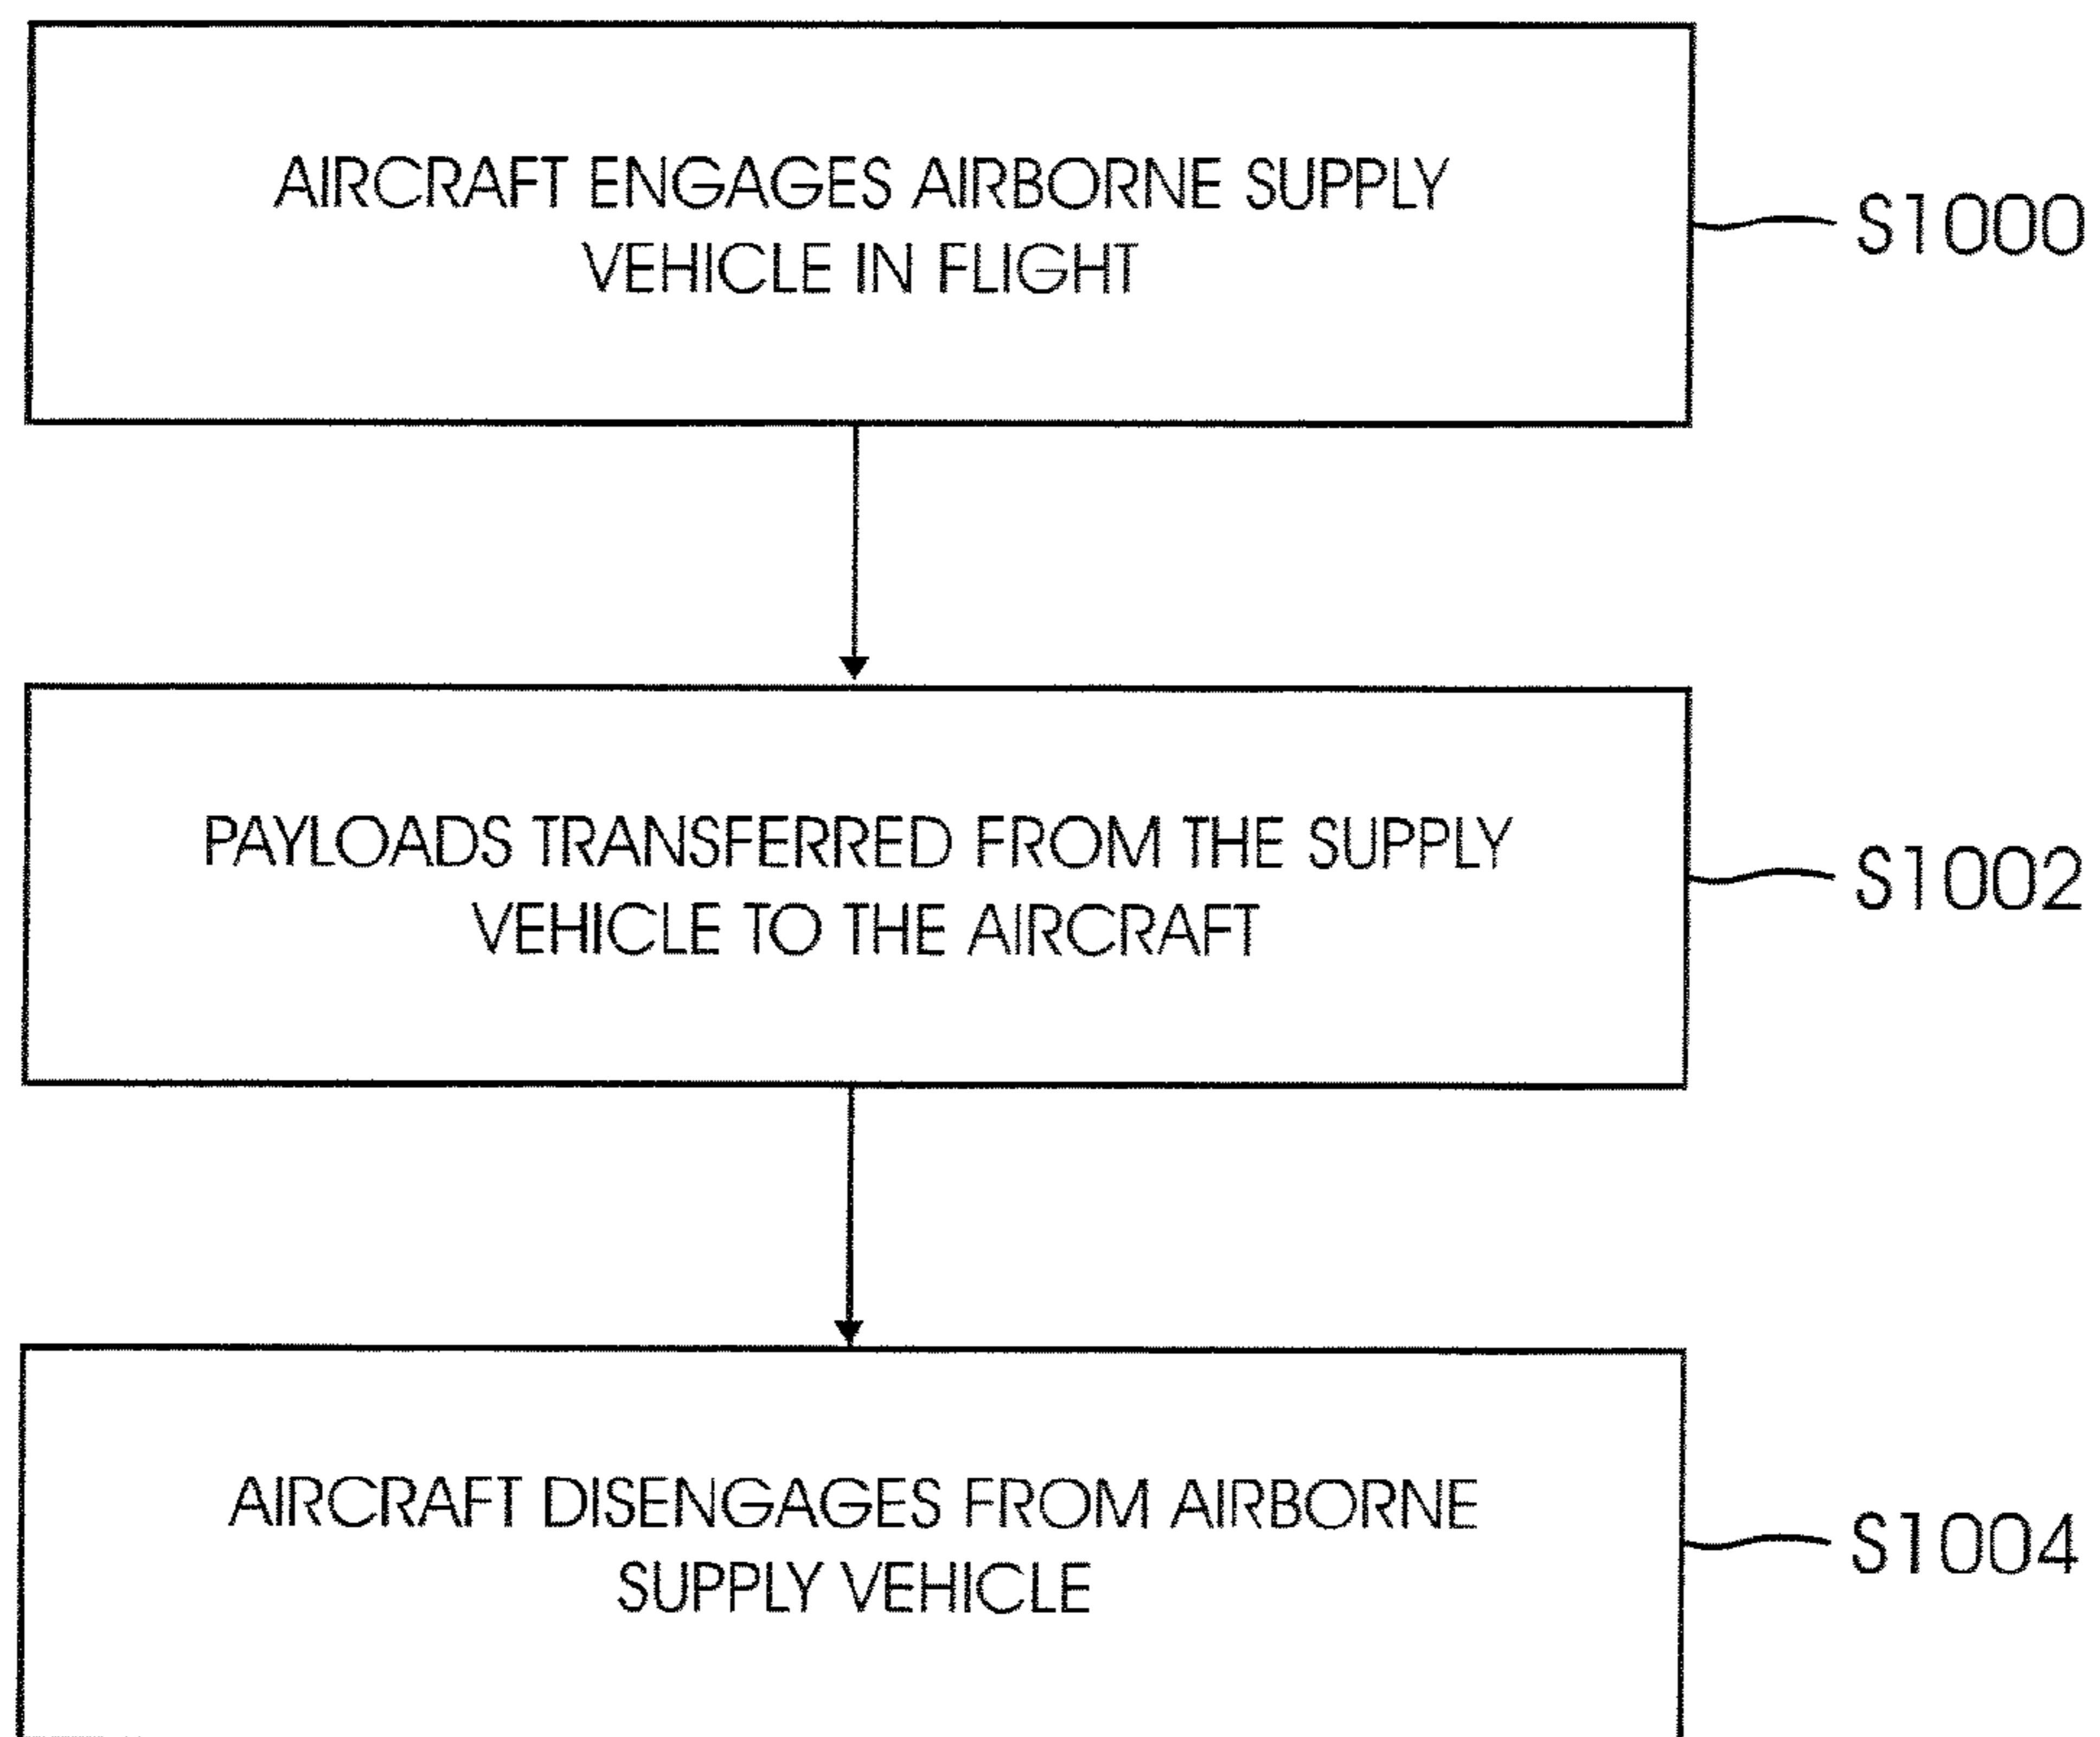 AIRCRAFT ENGAGES AIRBORNE SUPPLY
VEHICLE IN FLIGHT
S1000
PAYLOADS TRANSFERRED FROM THE SUPPLY
VEHICLE TO THE AIRCRAFT
S1002
AIRCRAFT DISENGAGES FROM AIRBORNE
SUPPLY VEHICLE
S1004